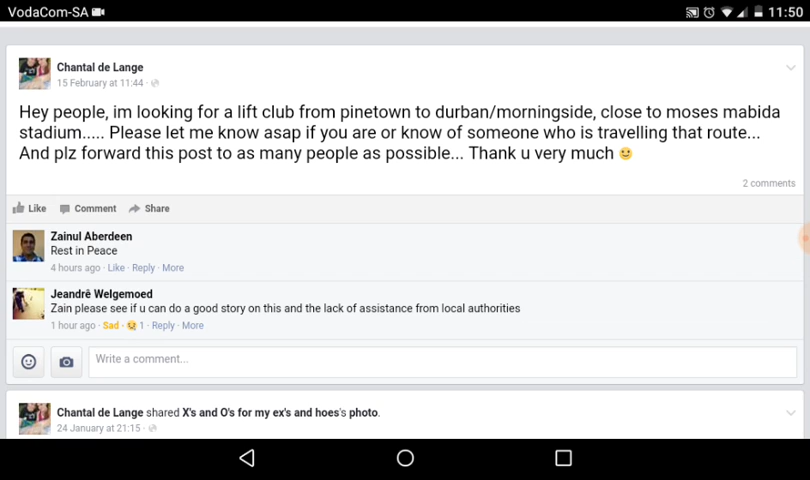 VodaCom-SA
11:50
Chantal de Lange
15 February at 11:44 ·
Hey people, im looking for a lift club from pinetown to durban/morningside, close to moses mabida
stadium..... Please let me know asap if you are or know of someone who is travelling that route...
And plz forward this post to as many people as possible... Thank u very much 😉
2 comments
Like Comment Share
Zainul Aberdeen
Rest in Peace
4 hours ago · Like · Reply · More
Jeandrê Welgemoed
Zain please see if u can do a good story on this and the lack of assistance from local authorities
1 hour ago · Sad · 😢 1 · Reply · More
Write a comment...
Chantal de Lange shared X's and O's for my ex's and hoes's photo.
24 January at 21:15 ·